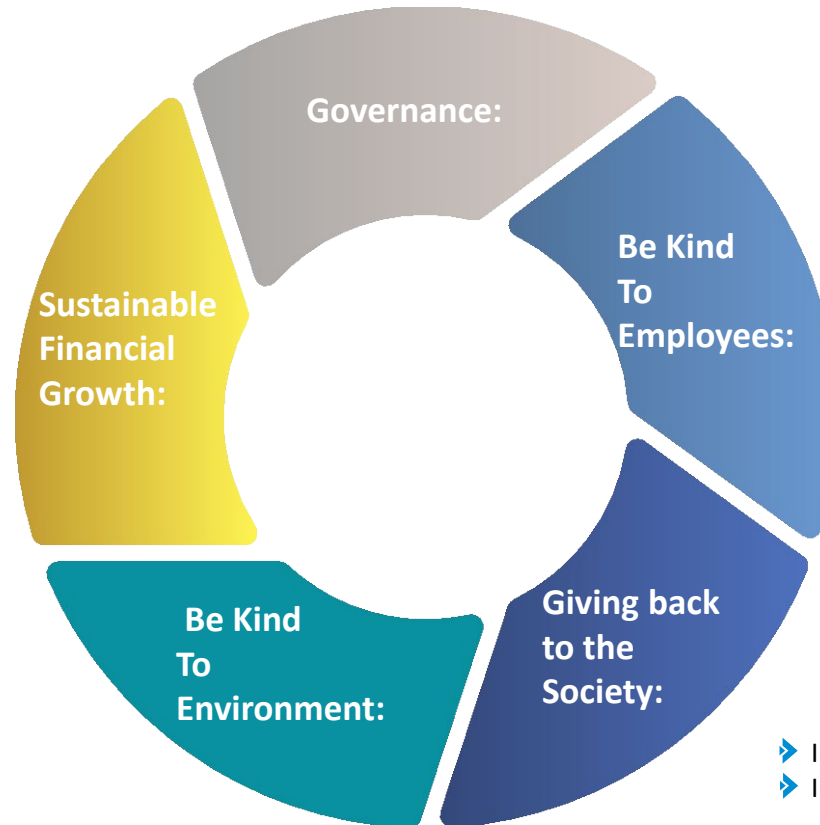 Governance:
Be Kind
To
Employees:
Sustainable
Financial
Growth:
Giving back
to the
Society:
Be Kind
To
Environment: